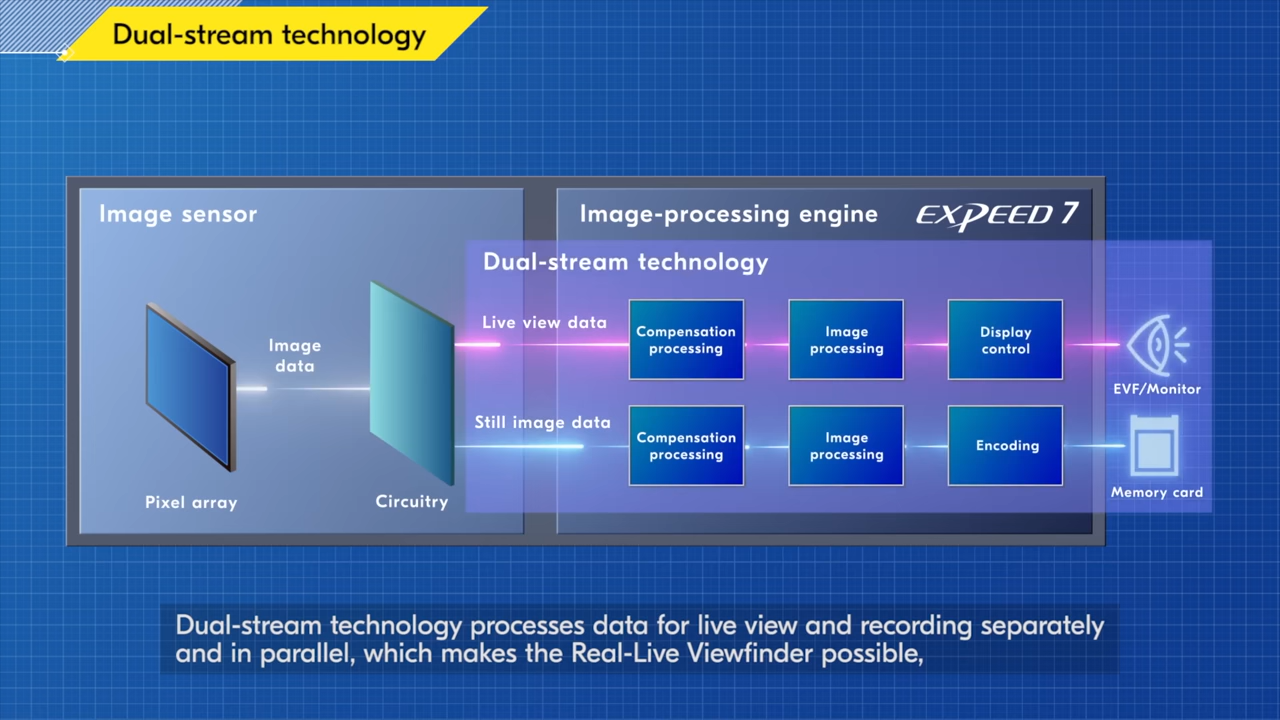 Dual-stream technology
Image sensor
Image-processing engine
EXPEED 7
Dual-stream technology
Live view data
Compensation
processing
Image
processing
Display
control
EVF/Monitor
Image
data
Still image data
Compensation
processing
Image
processing
Encoding
Memory card
Pixel array
Circuitry
Dual-stream technology processes data for live view and recording separately
and in parallel, which makes the Real-Live Viewfinder possible,